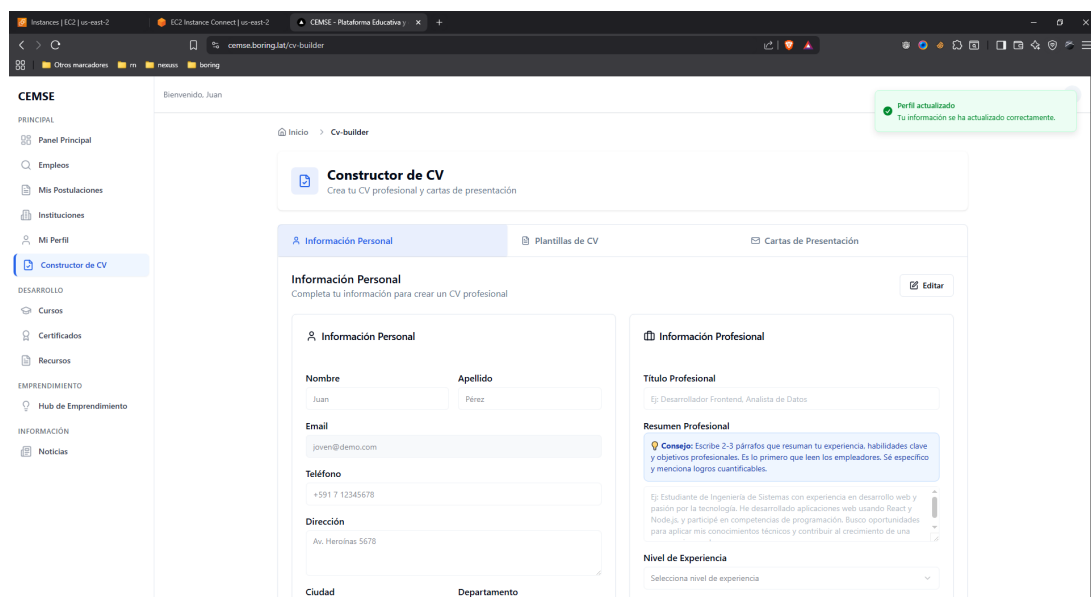 Instances | EC2 | us-east-2
EC2 Instance Connect | us-east-2
CEMSE - Plataforma Educativa y
cemse.boring.lat/cv-builder
Otros marcadores
rn
nexuss
boring
CEMSE
PRINCIPAL
Panel Principal
Empleos
Mis Postulaciones
Instituciones
Mi Perfil
Constructor de CV
DESARROLLO
Cursos
Certificados
Recursos
EMPRENDIMIENTO
Hub de Emprendimiento
INFORMACIÓN
Noticias
Bienvenido, Juan
Perfil actualizado
Tu información se ha actualizado correctamente.
Inicio > Cv-builder
Constructor de CV
Crea tu CV profesional y cartas de presentación
Información Personal
Plantillas de CV
Cartas de Presentación
Información Personal
Completa tu información para crear un CV profesional
Editar
Información Personal
Nombre
Apellido
Juan
Pérez
Email
joven@demo.com
Teléfono
+591 7 12345678
Dirección
Av. Heroínas 5678
Ciudad
Departamento
Información Profesional
Título Profesional
Ej: Desarrollador Frontend, Analista de Datos
Resumen Profesional
Consejo: Escribe 2-3 párrafos que resuman tu experiencia, habilidades clave
y objetivos profesionales. Es lo primero que leen los empleadores. Sé específico
y menciona logros cuantificables.
Ej: Estudiante de Ingeniería de Sistemas con experiencia en desarrollo web y
pasión por la tecnología. He desarrollado aplicaciones web usando React y
Node.js, y participé en competencias de programación. Busco oportunidades
para aplicar mis conocimientos técnicos y contribuir al crecimiento de una
Nivel de Experiencia
Selecciona nivel de experiencia